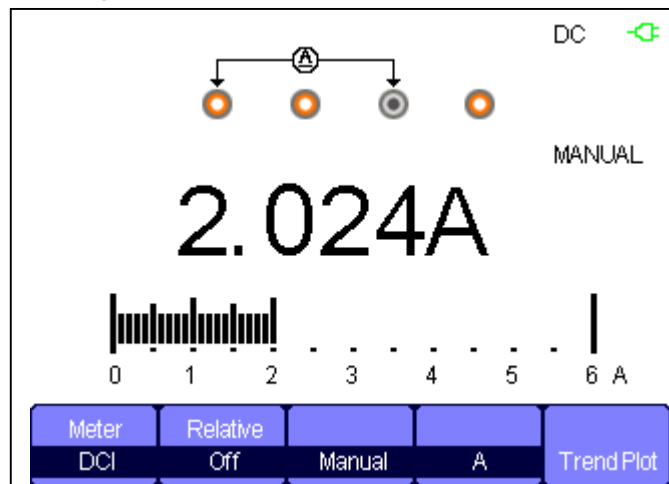 DC
A
MANUAL
2.024A
0 1 2 3 4 5 6 A
Meter Relative
DCI Off Manual A Trend Plot